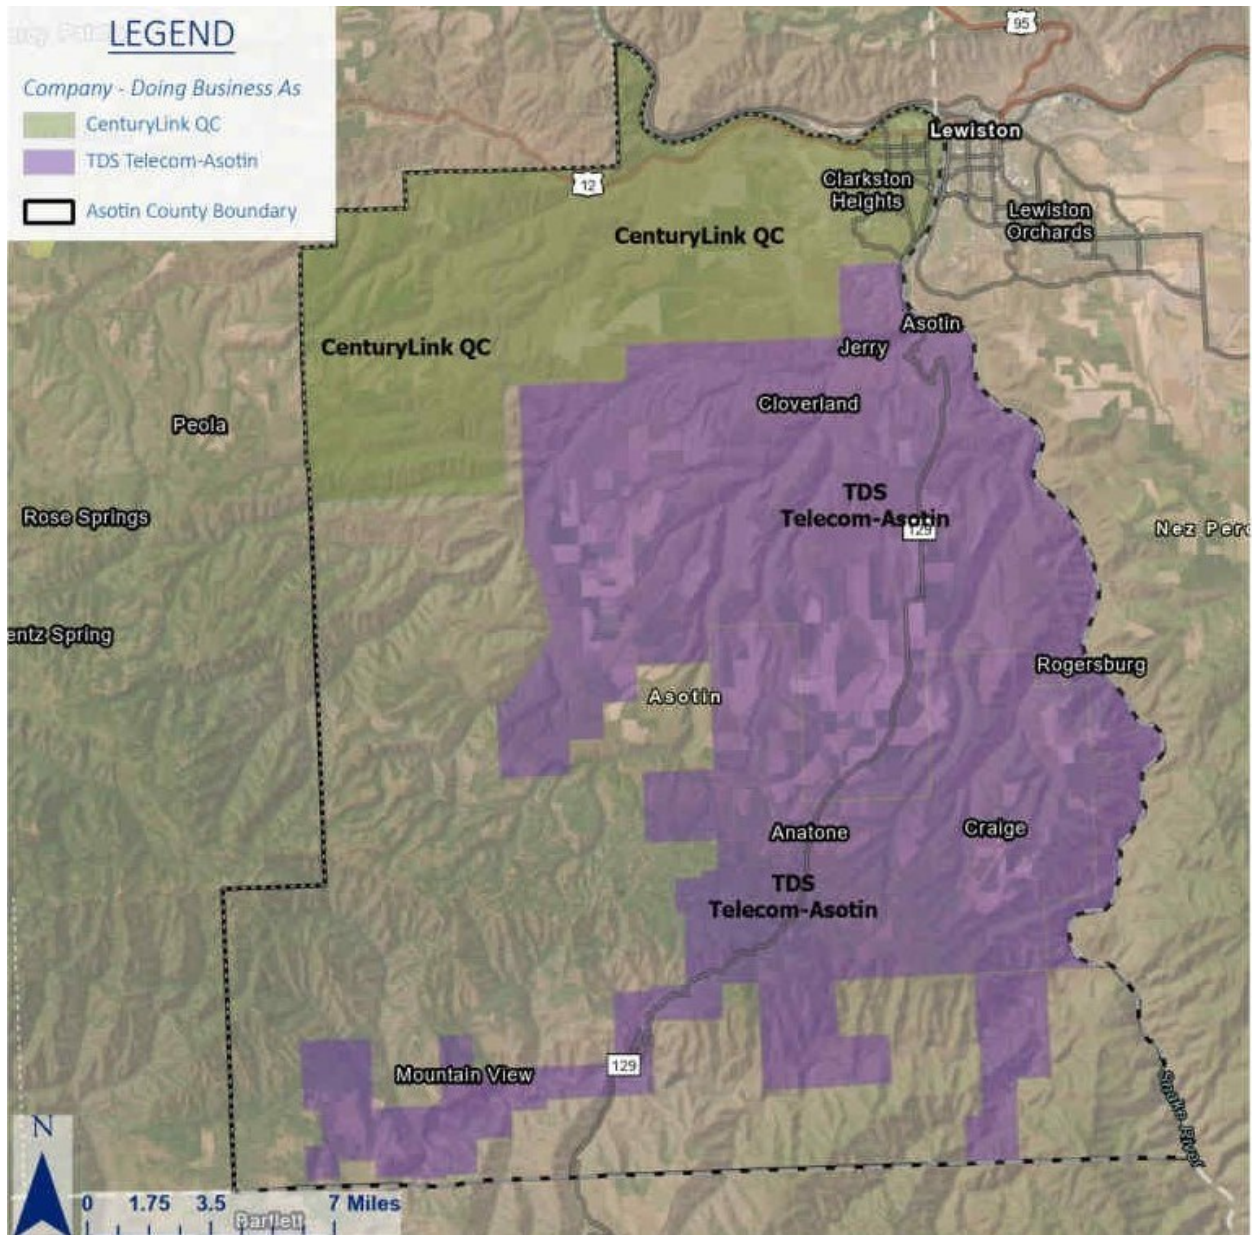 LEGEND
Company - Doing Business As
CenturyLink QC
TDS Telecom-Asotin
Asotin County Boundary
95
Lewiston
12
Clarkston
Heights
Lewiston
Orchards
CenturyLink QC
Asotin
CenturyLink QC
Jerry
Cloverland
Peola
TDS
Telecom-Asotin
129
Rose Springs
Nez Perc
entz Spring
Rogersburg
Asotin
Anatone
Craige
TDS
Telecom-Asotin
129
Mountain View
Snake River
N
0 1.75 3.5 7 Miles
Bartlett